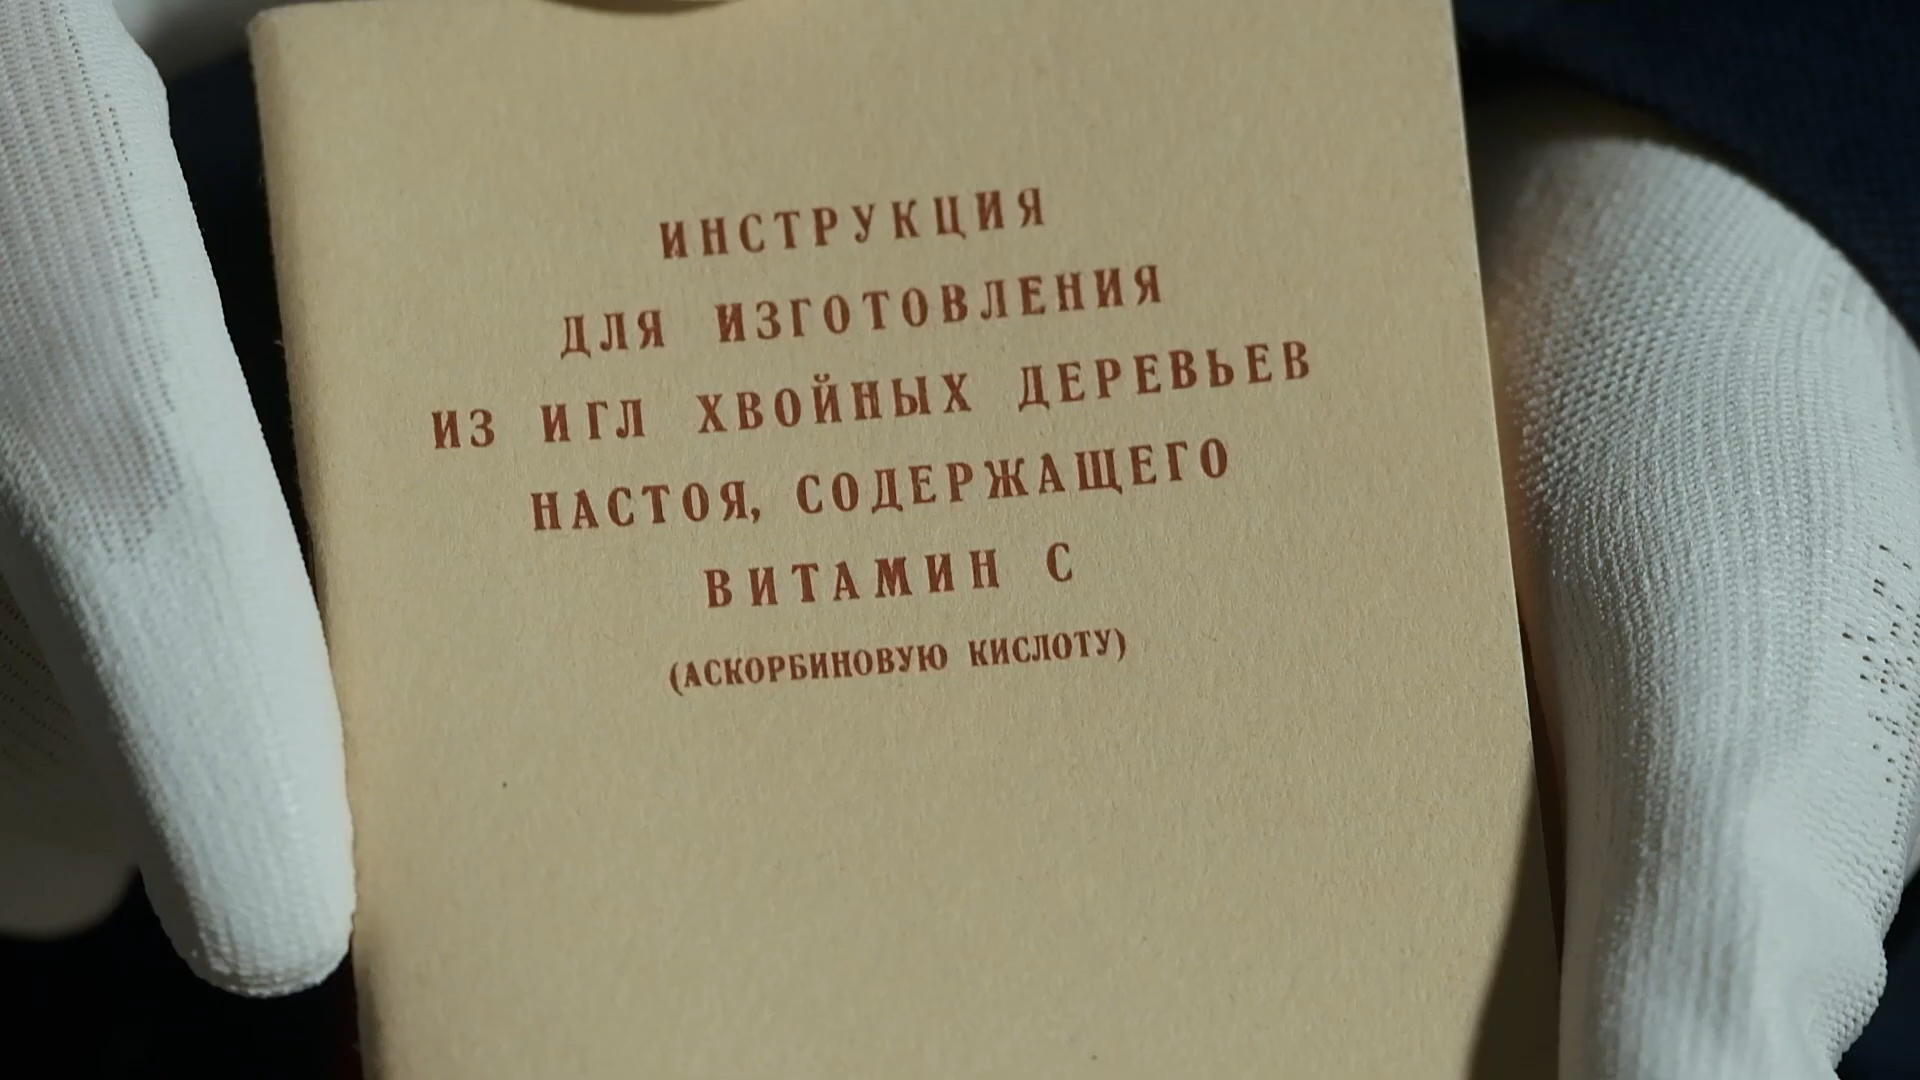 ИНСТРУКЦИЯ
ДЛЯ ИЗГОТОВЛЕНИЯ
ИЗ ИГЛ ХВОЙНЫХ ДЕРЕВЬЕВ
НАСТОЯ, СОДЕРЖАЩЕГО
ВИТАМИН С
(АСКОРБИНОВУЮ КИСЛОТУ)